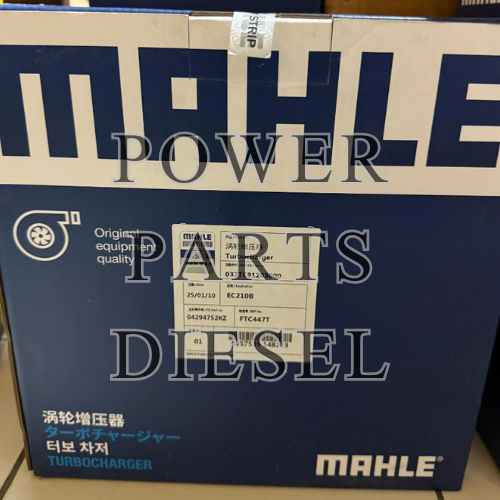 STRIP
MAHLE
POWER
PARTS
DIESEL
Original
equipment
quality
MAHLE
涡轮增压器
Turbocharger
25/01/10
EC210B
04294752KZ
FTC447T
01
涡轮增压器
ターボチャージャー
터보 차저
TURBOCHARGER
MAHLE